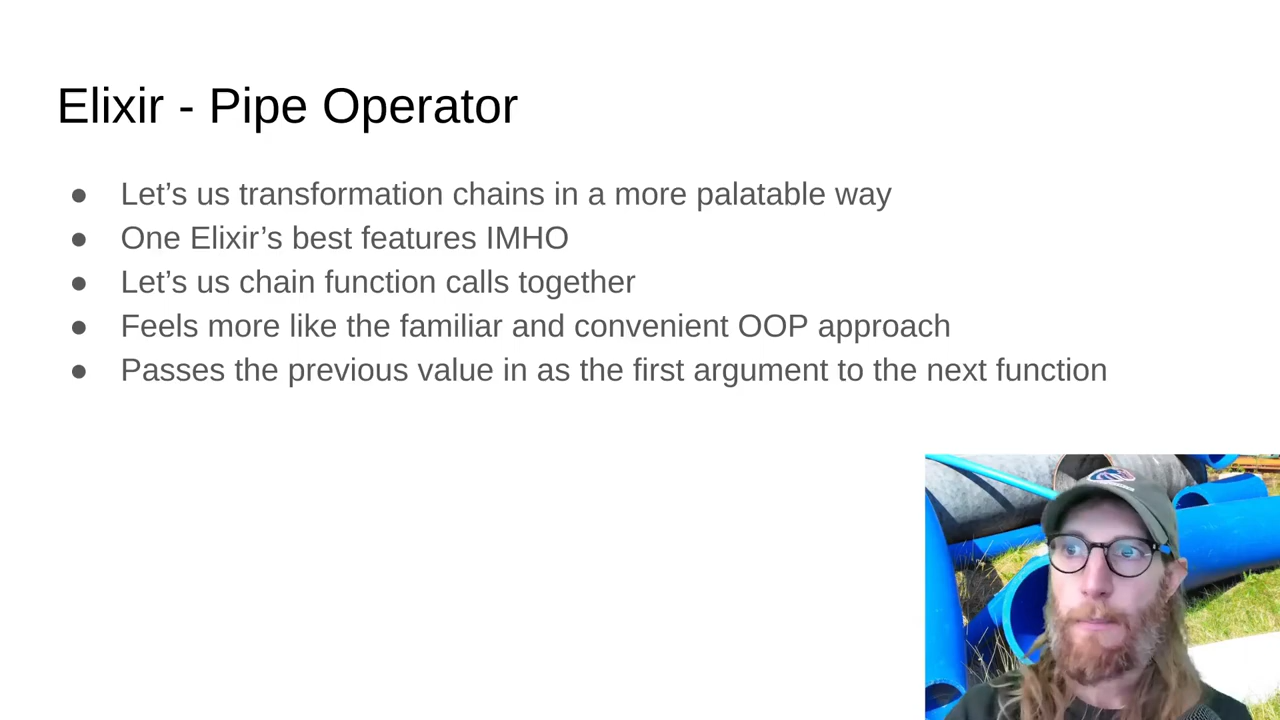 Elixir - Pipe Operator
● Let’s us transformation chains in a more palatable way
● One Elixir’s best features IMHO
● Let’s us chain function calls together
● Feels more like the familiar and convenient OOP approach
● Passes the previous value in as the first argument to the next function